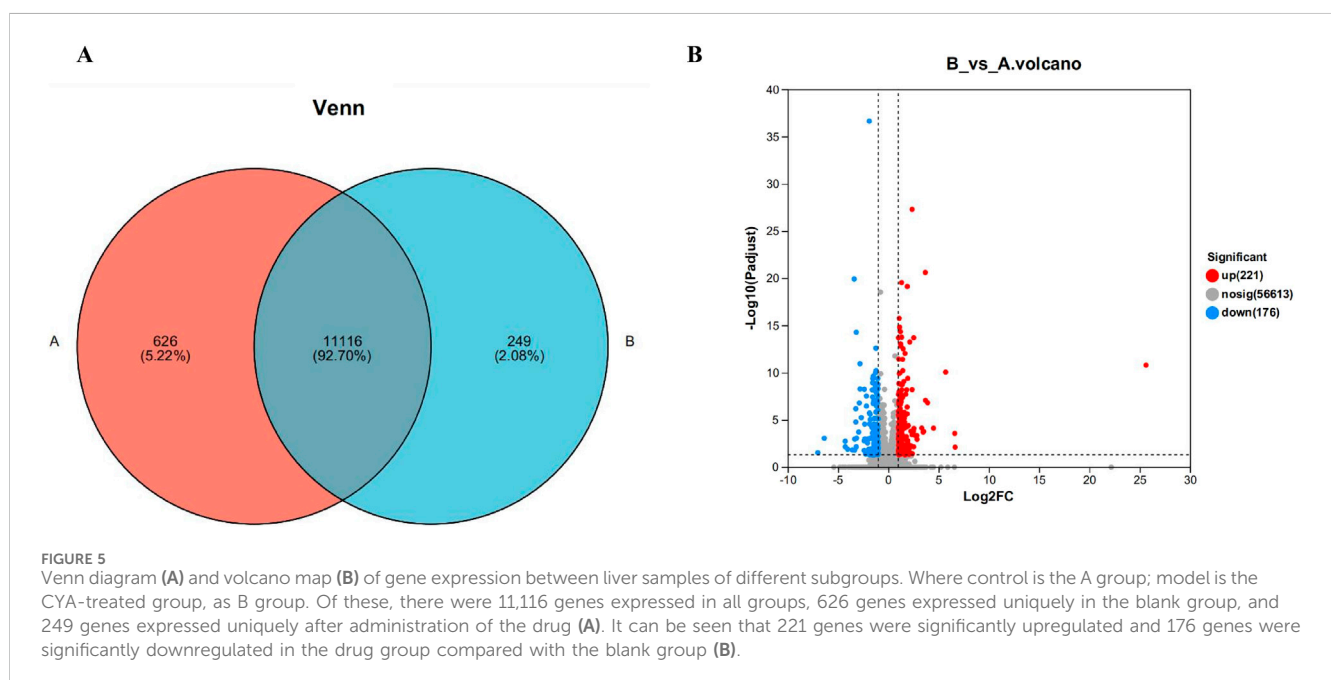 A
Venn
A
626
(5.22%)
11116
(92.70%)
249
(2.08%)
B
B
B_vs_A.volcano
40
35
30
25
20
15
10
5
0
-Log10(Padjust)
-10
-5
0
5
10
15
20
25
30
Log2FC
Significant
up(221)
nosig(56613)
down(176)
FIGURE 5
Venn diagram (A) and volcano map (B) of gene expression between liver samples of different subgroups. Where control is the A group; model is the
CYA-treated group, as B group. Of these, there were 11,116 genes expressed in all groups, 626 genes expressed uniquely in the blank group, and
249 genes expressed uniquely after administration of the drug (A). It can be seen that 221 genes were significantly upregulated and 176 genes were
significantly downregulated in the drug group compared with the blank group (B).